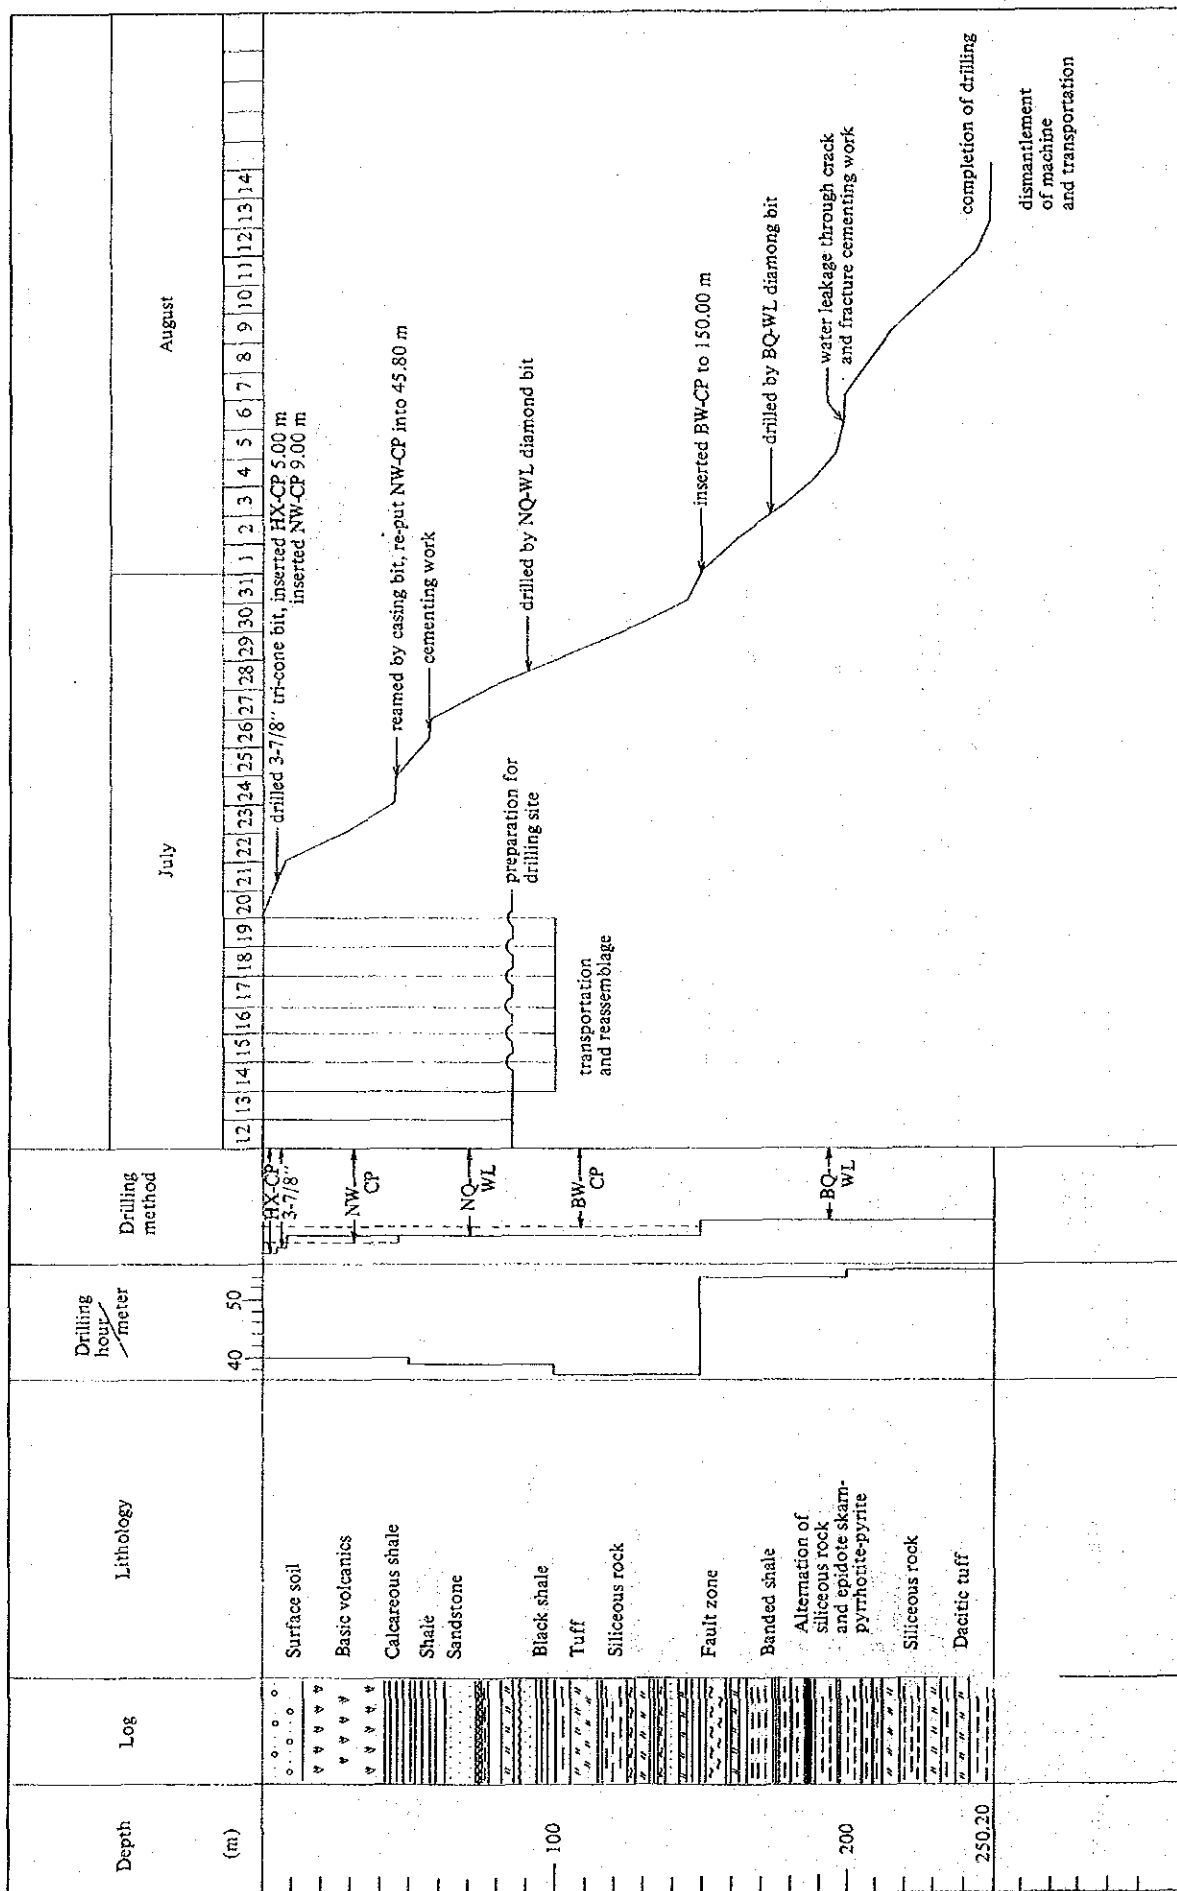 Depth
(m)
100
200
250.20
Log
Lithology
Surface soil
Basic volcanics
Calcareous shale
Shale
Sandstone
Black shale
Tuff
Siliceous rock
Fault zone
Banded shale
Alternation of
siliceous rock
and epidote skarn-
pyrrhotite-pyrite
Siliceous rock
Dacitic tuff
Drilling
hour
meter
40 50
Drilling
method
HX-CP
3-7/8"
NW-
CP
NQ-
WL
BW-
CP
BQ-
WL
July August
12 13 14 15 16 17 18 19 20 21 22 23 24 25 26 27 28 29 30 31 1 2 3 4 5 6 7 8 9 10 11 12 13 14
drilled 3-7/8" tri-cone bit, inserted HX-CP 5.00 m
inserted NW-CP 9.00 m
reamed by casing bit, re-put NW-CP into 45.80 m
cementing work
preparation for
drilling site
drilled by NQ-WL diamond bit
transportation
and reassemblage
inserted BW-CP to 150.00 m
drilled by BQ-WL diamong bit
water leakage through crack
and fracture cementing work
completion of drilling
dismantlement
of machine
and transportation